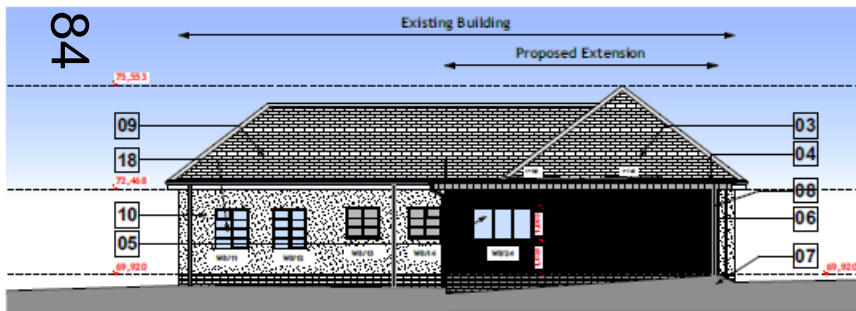 84
Existing Building
Proposed Extension
75,553
09
03
18
04
72,468
08
10
06
05
W8/11
W8/12
W8/13
W8/14
W8/24
07
69,920
69,920